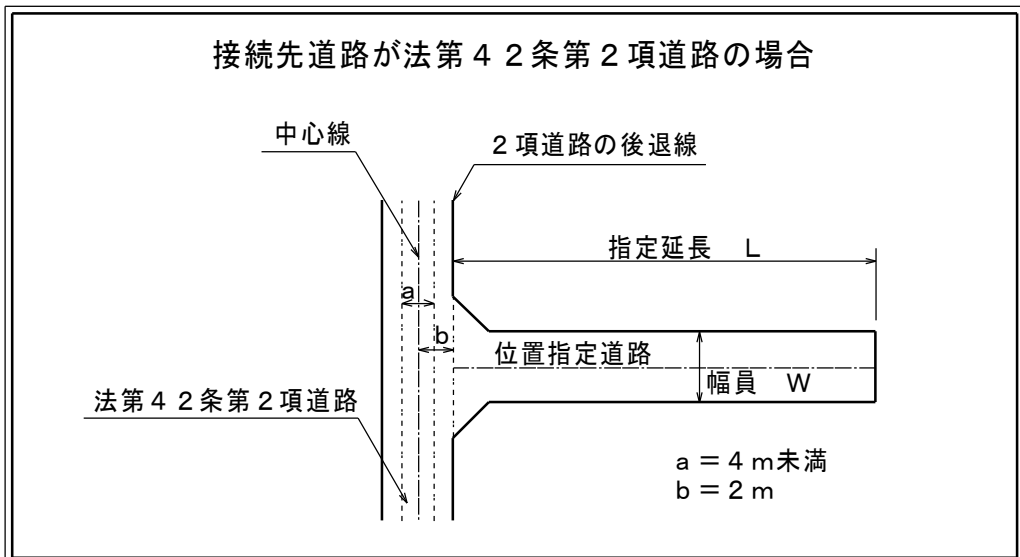 接続先道路が法第４２条第２項道路の場合
中心線
２項道路の後退線
指定延長　Ｌ
a
b
位置指定道路
幅員　Ｗ
法第４２条第２項道路
a＝４ｍ未満
b＝２ｍ